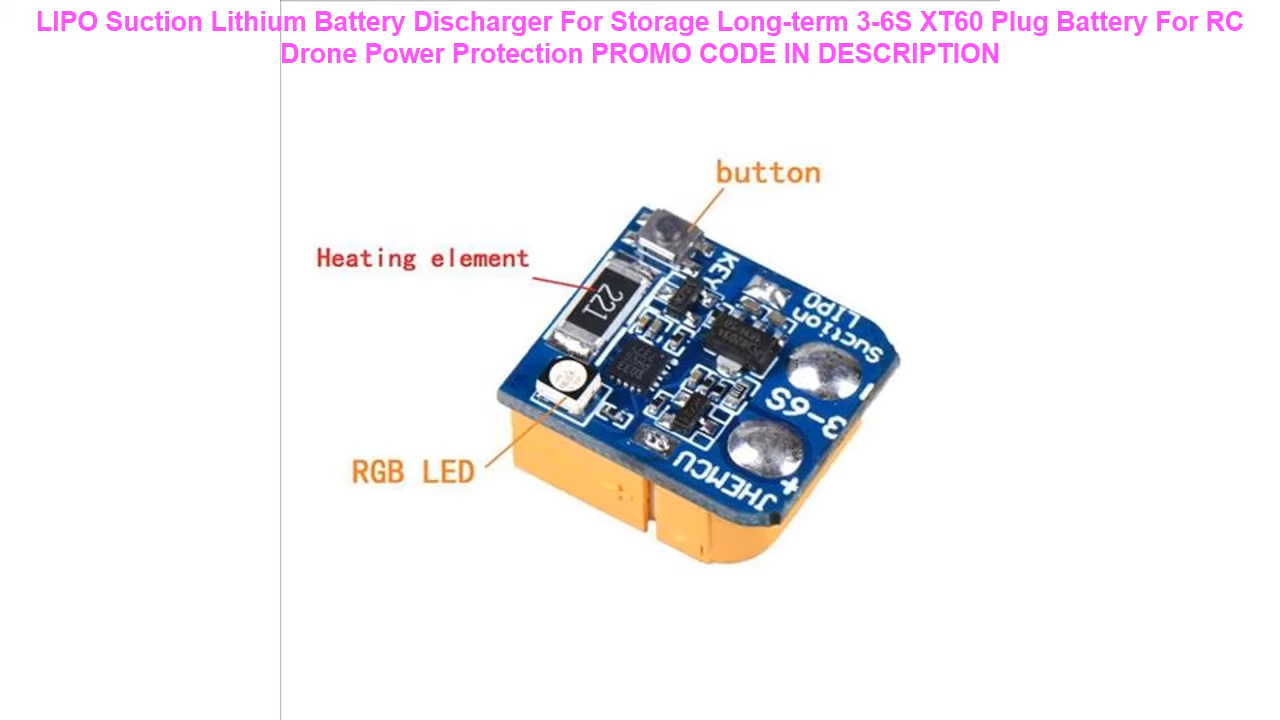 LIPO Suction Lithium Battery Discharger For Storage Long-term 3-6S XT60 Plug Battery For RC
Drone Power Protection PROMO CODE IN DESCRIPTION
button
Heating element
KEY
221
LIPO
Suction
3-6S
-
+
JHEMCU
RGB LED